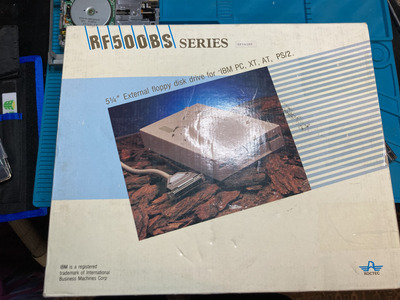 RF500BS SERIES
5¼" External floppy disk drive for *IBM PC, XT, AT, PS/2.
IBM is a registered
trademark of International
Business Machines Corp
ROCTEC